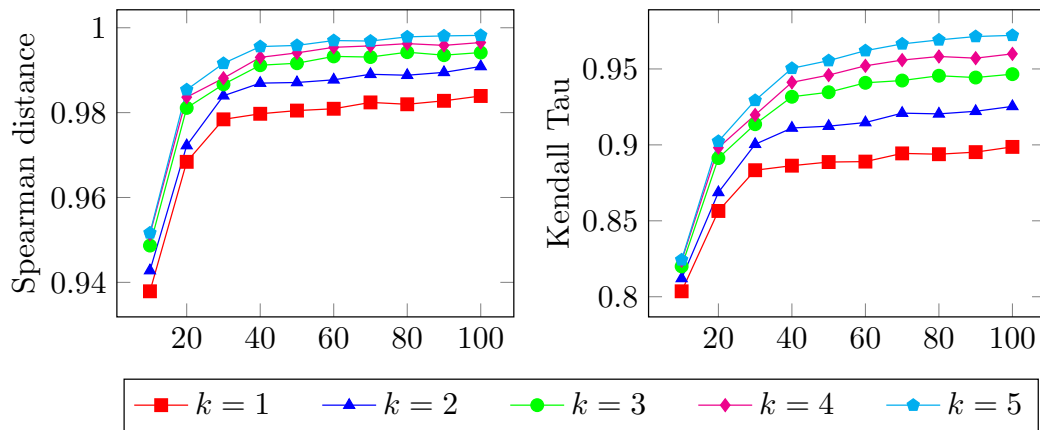 Spearman distance
1
0.98
0.96
0.94
20 40 60 80 100
Kendall Tau
0.95
0.9
0.85
0.8
20 40 60 80 100
k = 1 k = 2 k = 3 k = 4 k = 5